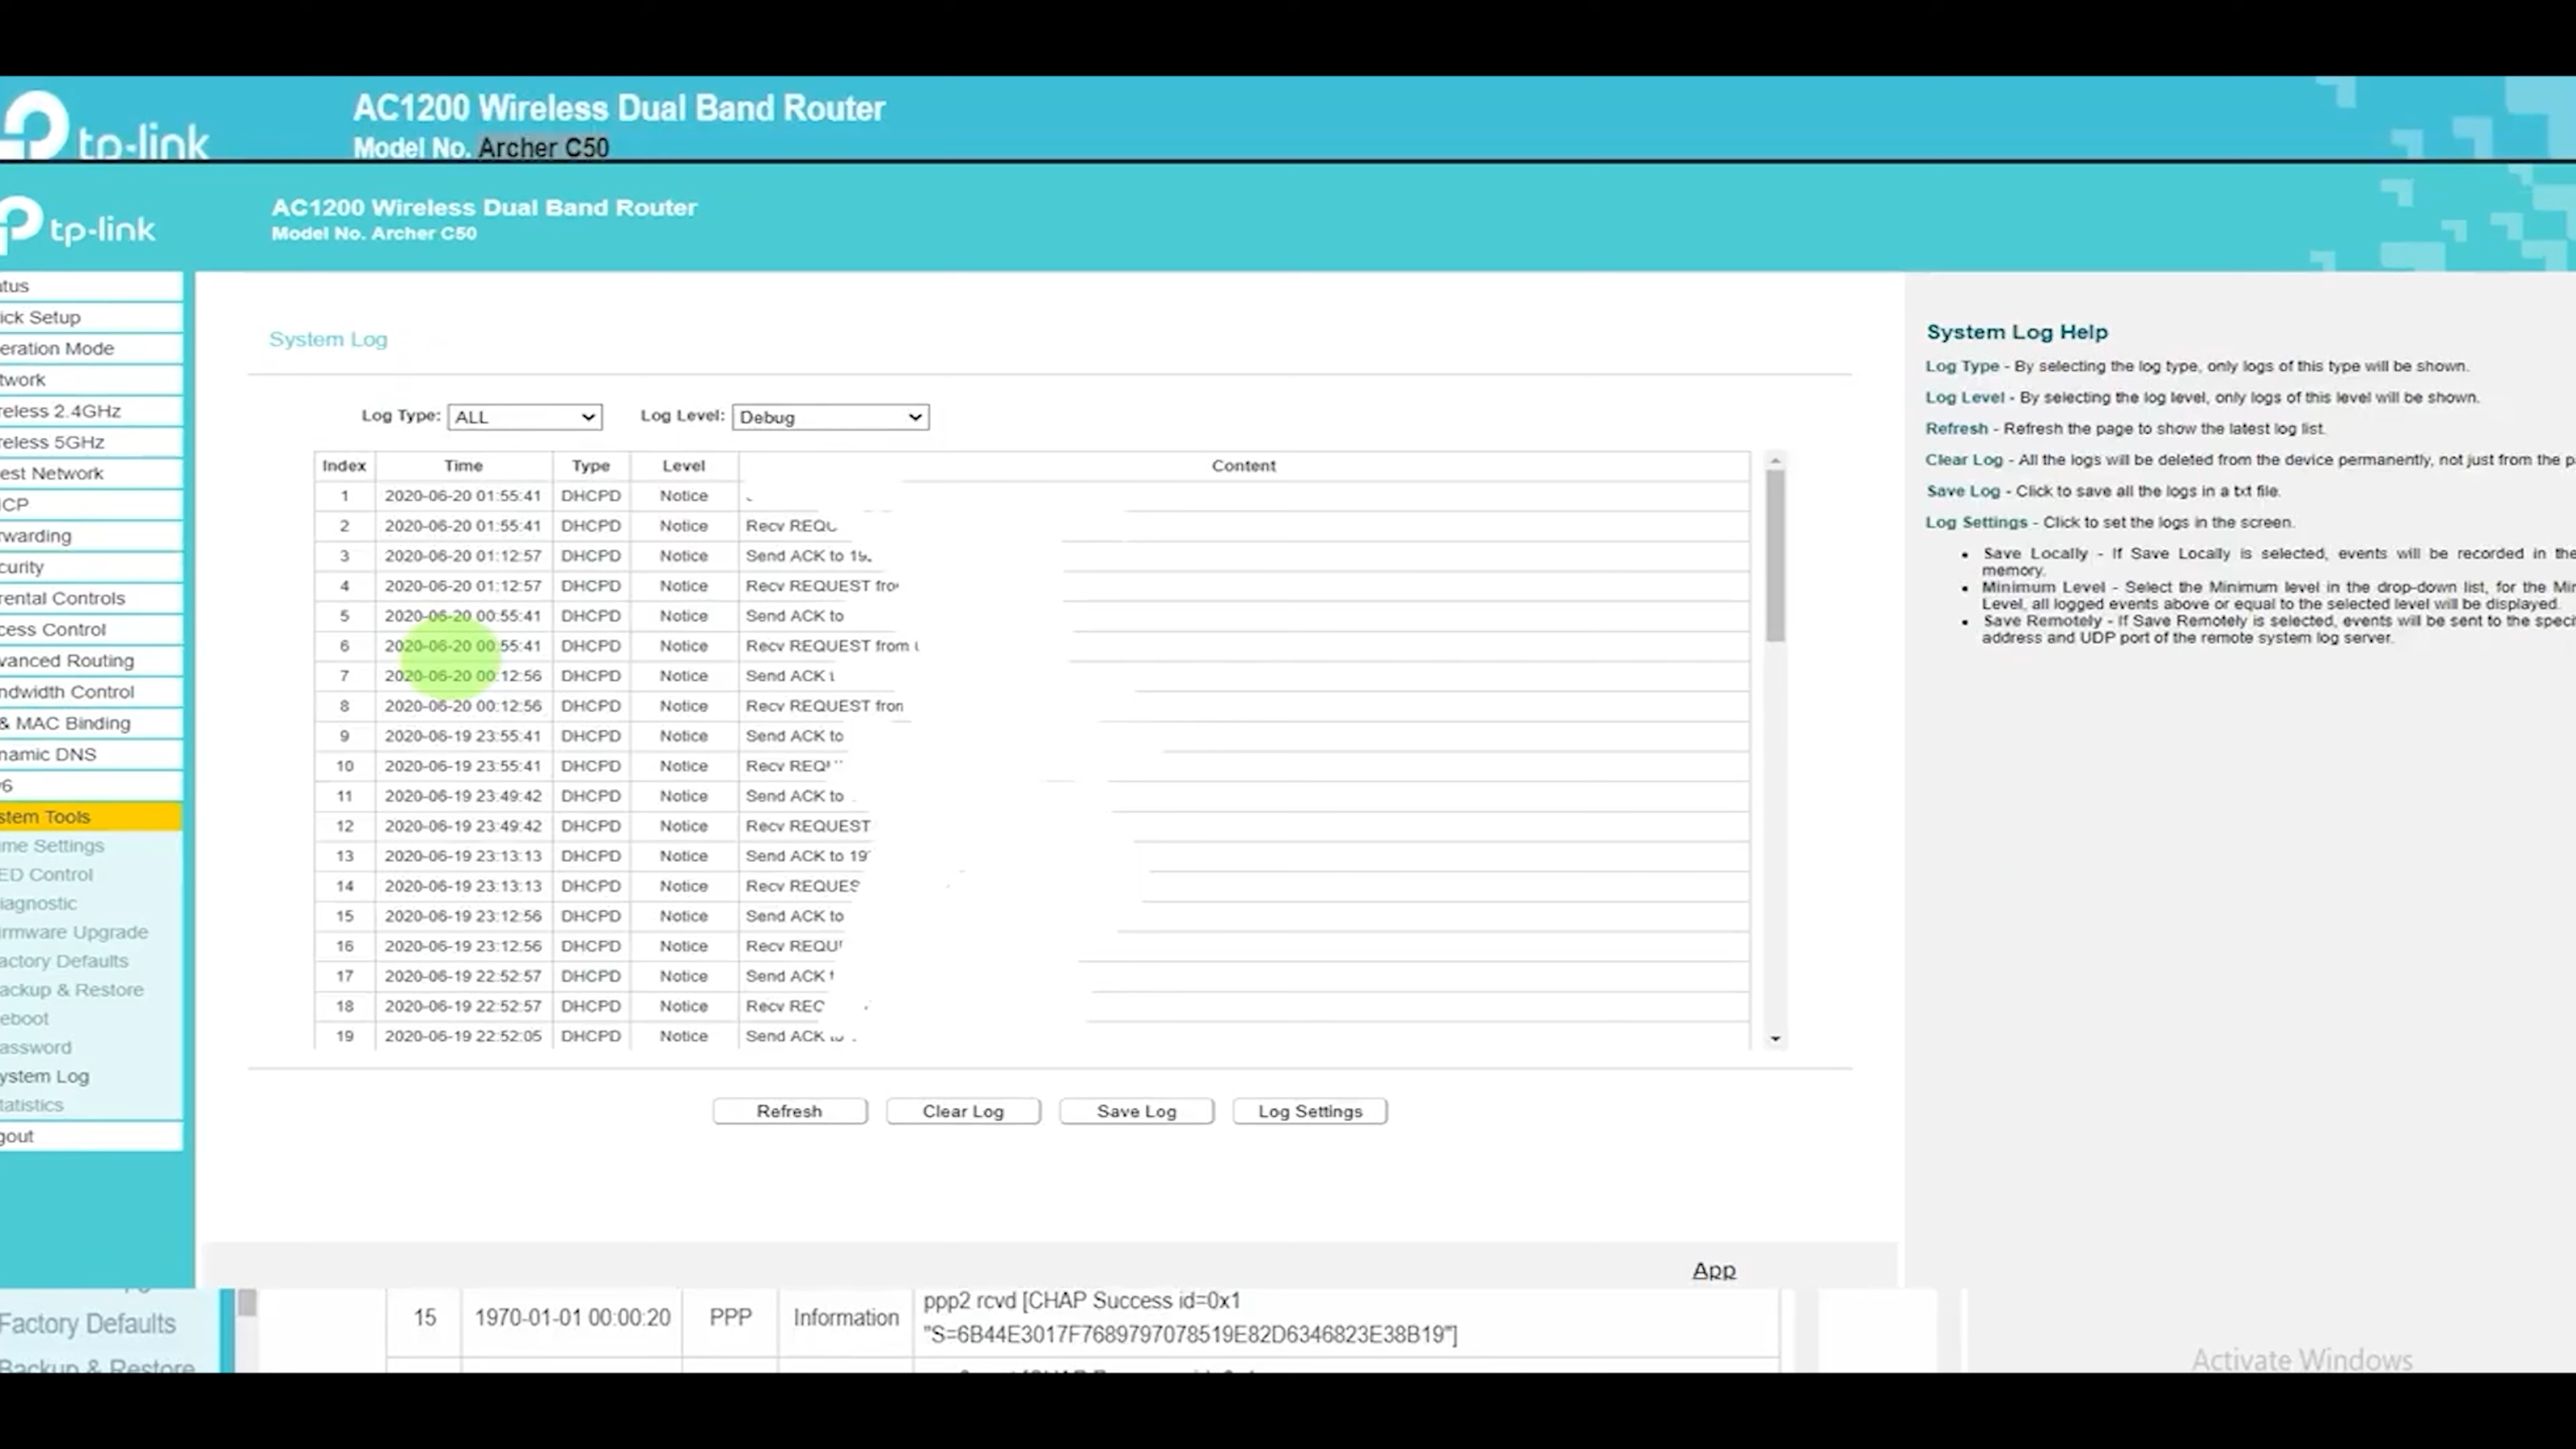 tp-link
AC1200 Wireless Dual Band Router
Model No. Archer C50
tp-link
AC1200 Wireless Dual Band Router
Model No. Archer C50
tus
ick Setup
eration Mode
twork
reless 2.4GHz
reless 5GHz
est Network
CP
rwarding
curity
rental Controls
cess Control
vanced Routing
ndwidth Control
& MAC Binding
namic DNS
6
stem Tools
me Settings
ED Control
iagnostic
irmware Upgrade
actory Defaults
ackup & Restore
eboot
assword
ystem Log
tatistics
gout
System Log
Log Type: ALL Log Level: Debug
Index Time Type Level Content
1 2020-06-20 01:55:41 DHCPD Notice
2 2020-06-20 01:55:41 DHCPD Notice Recv REQU
3 2020-06-20 01:12:57 DHCPD Notice Send ACK to 19
4 2020-06-20 01:12:57 DHCPD Notice Recv REQUEST fro
5 2020-06-20 00:55:41 DHCPD Notice Send ACK to
6 2020-06-20 00:55:41 DHCPD Notice Recv REQUEST from
7 2020-06-20 00:12:56 DHCPD Notice Send ACK
8 2020-06-20 00:12:56 DHCPD Notice Recv REQUEST from
9 2020-06-19 23:55:41 DHCPD Notice Send ACK to
10 2020-06-19 23:55:41 DHCPD Notice Recv REQ
11 2020-06-19 23:49:42 DHCPD Notice Send ACK to
12 2020-06-19 23:49:42 DHCPD Notice Recv REQUEST
13 2020-06-19 23:13:13 DHCPD Notice Send ACK to 19
14 2020-06-19 23:13:13 DHCPD Notice Recv REQUES
15 2020-06-19 23:12:56 DHCPD Notice Send ACK to
16 2020-06-19 23:12:56 DHCPD Notice Recv REQU
17 2020-06-19 22:52:57 DHCPD Notice Send ACK
18 2020-06-19 22:52:57 DHCPD Notice Recv REQ
19 2020-06-19 22:52:05 DHCPD Notice Send ACK
Refresh Clear Log Save Log Log Settings
System Log Help
Log Type - By selecting the log type, only logs of this type will be shown.
Log Level - By selecting the log level, only logs of this level will be shown.
Refresh - Refresh the page to show the latest log list.
Clear Log - All the logs will be deleted from the device permanently, not just from the p
Save Log - Click to save all the logs in a txt file.
Log Settings - Click to set the logs in the screen.
• Save Locally - If Save Locally is selected, events will be recorded in the
memory.
• Minimum Level - Select the Minimum level in the drop-down list, for the Mi
Level, all logged events above or equal to the selected level will be displayed.
• Save Remotely - If Save Remotely is selected, events will be sent to the speci
address and UDP port of the remote system log server.
App
Factory Defaults
Backup & Restore
15 1970-01-01 00:00:20 PPP Information ppp2 rcvd [CHAP Success id=0x1
"S=6B44E3017F7689797078519E82D6346823E38B19"]
Activate Windows